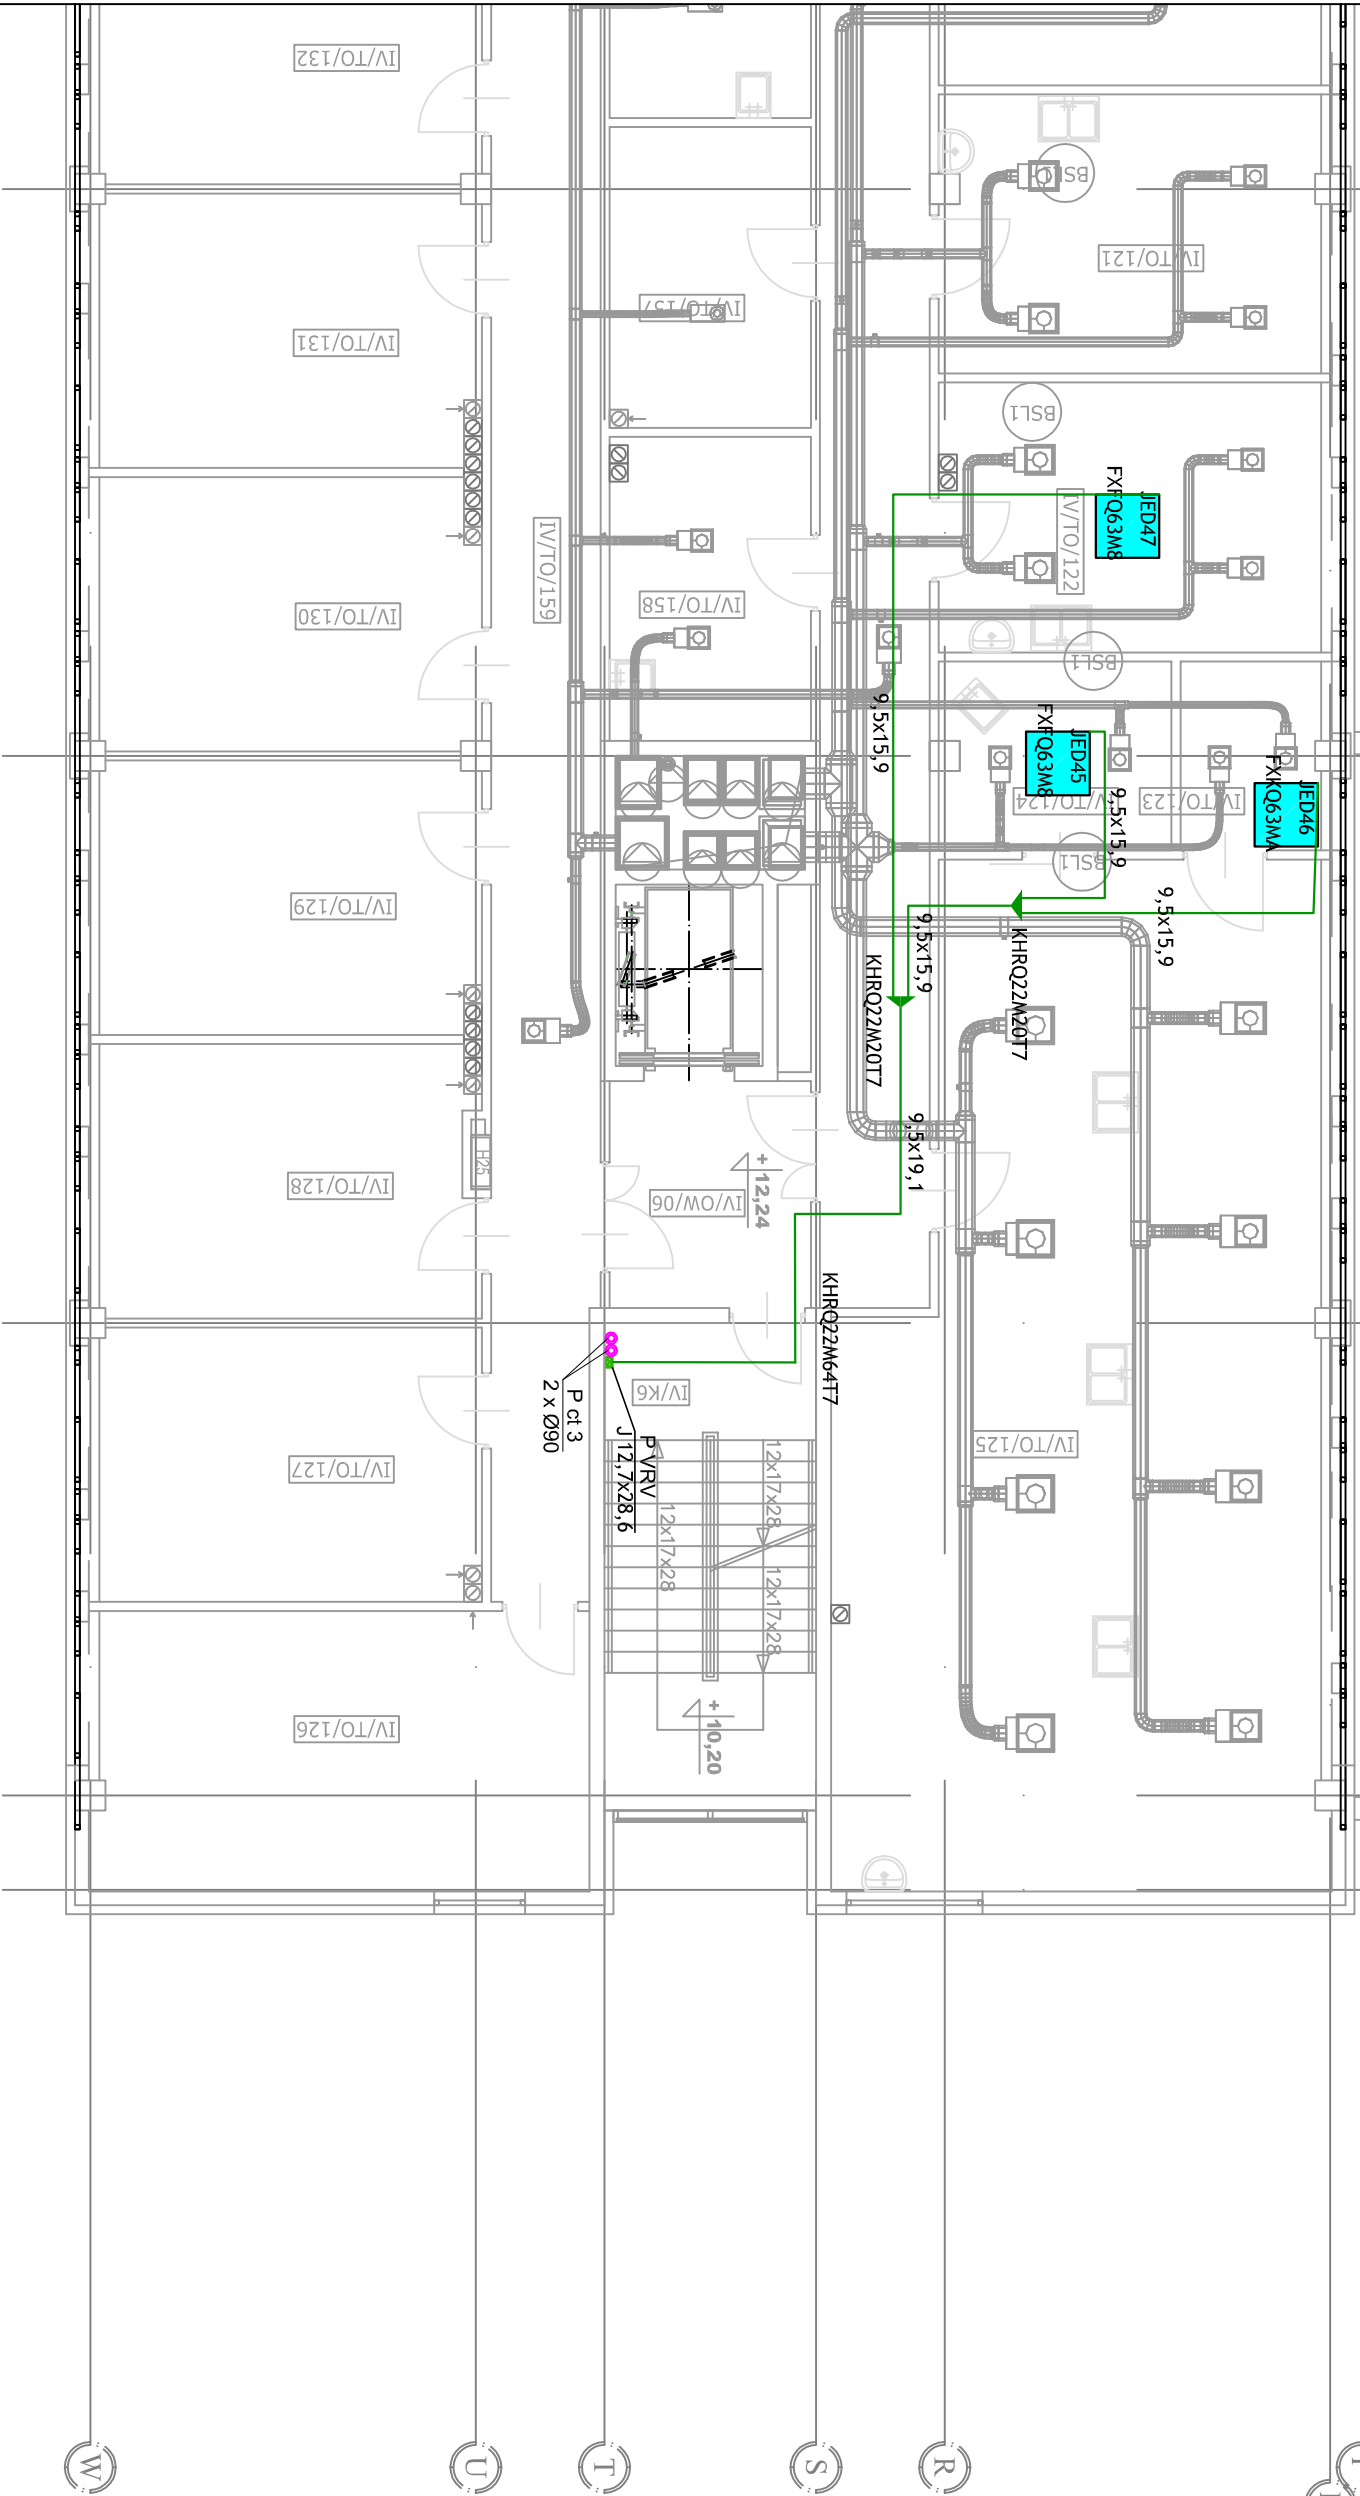 IV/TO/132
BSL1
IV/TO/121
IV/TO/157
IV/TO/131
BSL1
JED47
FXFQ63M8
IV/TO/122
IV/TO/159
IV/TO/158
IV/TO/130
BSL1
9,5x15,9
JED45
FXFQ63M8
IV/TO/124
9,5x15,9
IV/TO/123
JED46
FXKQ63MA
BSL1
IV/TO/129
9,5x15,9
9,5x15,9
KHRQ22M20T7
KHRQ22M20T7
H25
IV/TO/128
9,5x19,1
+ 12,24
IV/OW/06
KHRQ22M64T7
IV/K6
P ct 3
2 x Ø90
P VRV
J 12,7x28,6
IV/TO/125
IV/TO/127
12x17x28
12x17x28
12x17x28
IV/TO/126
+ 10,20
W
U
T
S
R